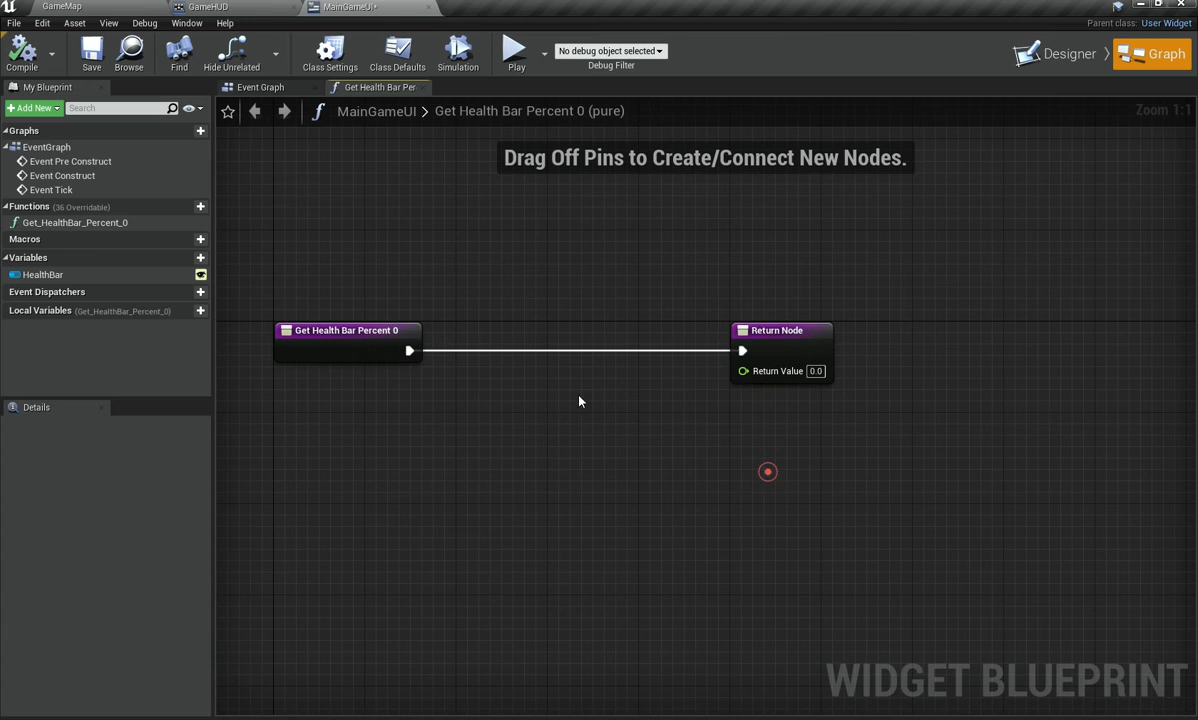 GameMap
GameHUD
MainGameUI*
File Edit Asset View Debug Window Help
Parent class: User Widget
Compile
Save
Browse
Find
Hide Unrelated
Class Settings
Class Defaults
Simulation
Play
No debug object selected
Debug Filter
Designer
Graph
My Blueprint
Event Graph
Get Health Bar Per
+Add New
Search
MainGameUI > Get Health Bar Percent 0 (pure)
Zoom 1:1
Graphs
EventGraph
Event Pre Construct
Event Construct
Event Tick
Functions (36 Overridable)
Get_HealthBar_Percent_0
Macros
Variables
HealthBar
Event Dispatchers
Local Variables (Get_HealthBar_Percent_0)
Details
Drag Off Pins to Create/Connect New Nodes.
Get Health Bar Percent 0
Return Node
Return Value 0.0
WIDGET BLUEPRINT